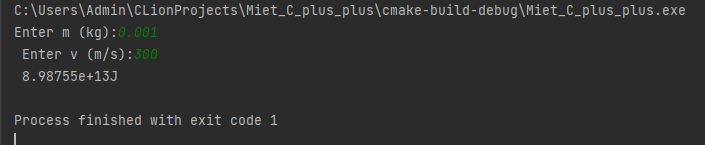 C:\Users\Admin\CLionProjects\Miet_C_plus_plus\cmake-build-debug\Miet_C_plus_plus.exe
Enter m (kg):0.001
Enter v (m/s):300
8.98755e+13J
Process finished with exit code 1